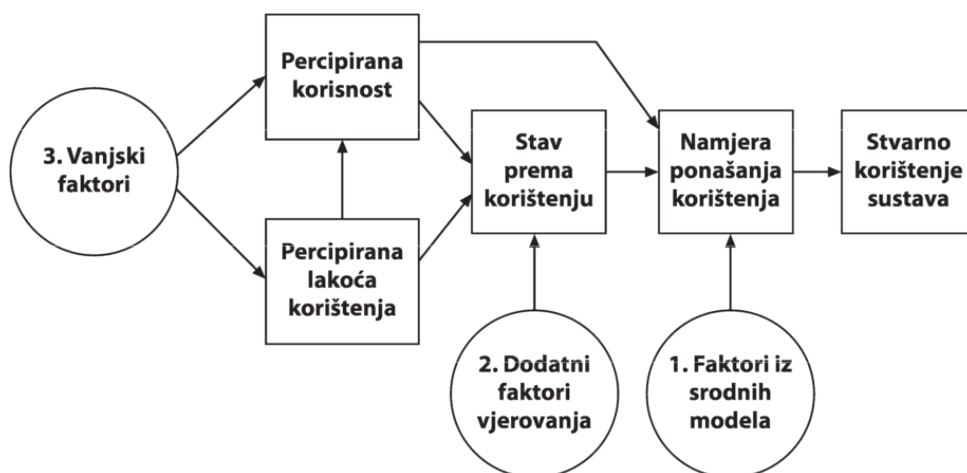 Percipirana
korisnost
3. Vanjski
faktori
Stav
prema
korištenju
Namjera
ponašanja
korištenja
Stvarno
korištenje
sustava
Percipirana
lakoća
korištenja
2. Dodatni
faktori
vjerovanja
1. Faktori iz
srodnih
modela